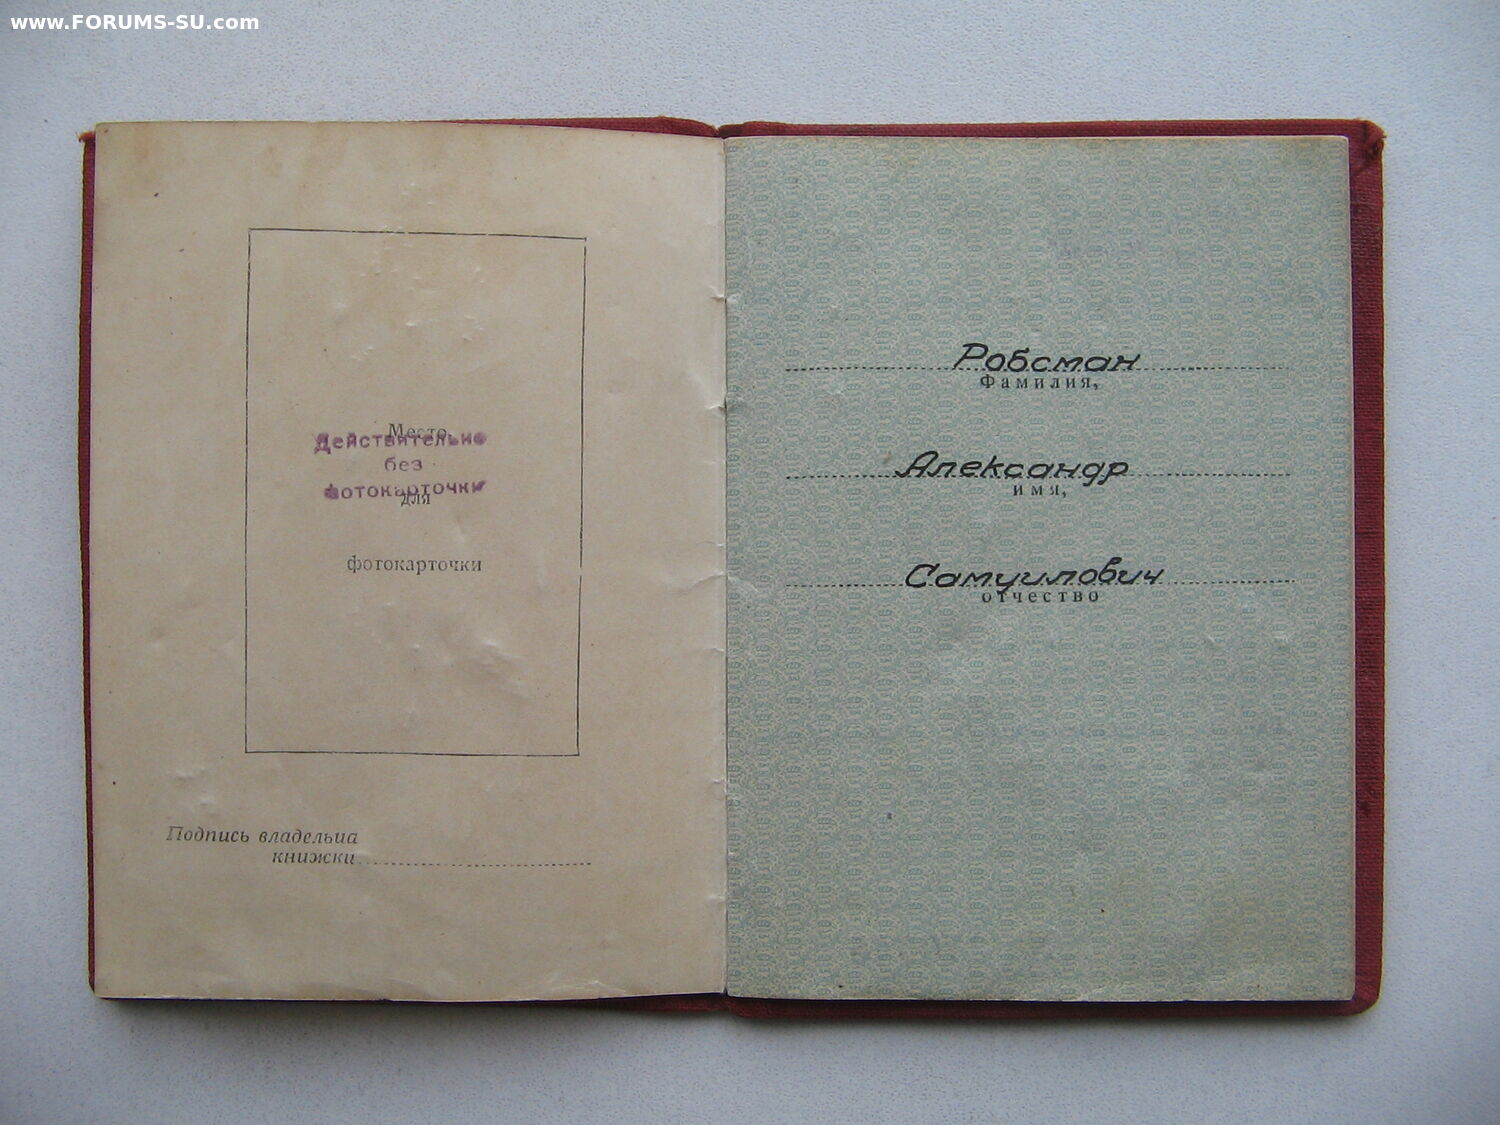 www.FORUMS-SU.com
Место
Действительно
без
фотокарточки
для
фотокарточки
Подпись владельца
книжки
Робсман
Фамилия,
Александр
имя,
Самуилович
отчество